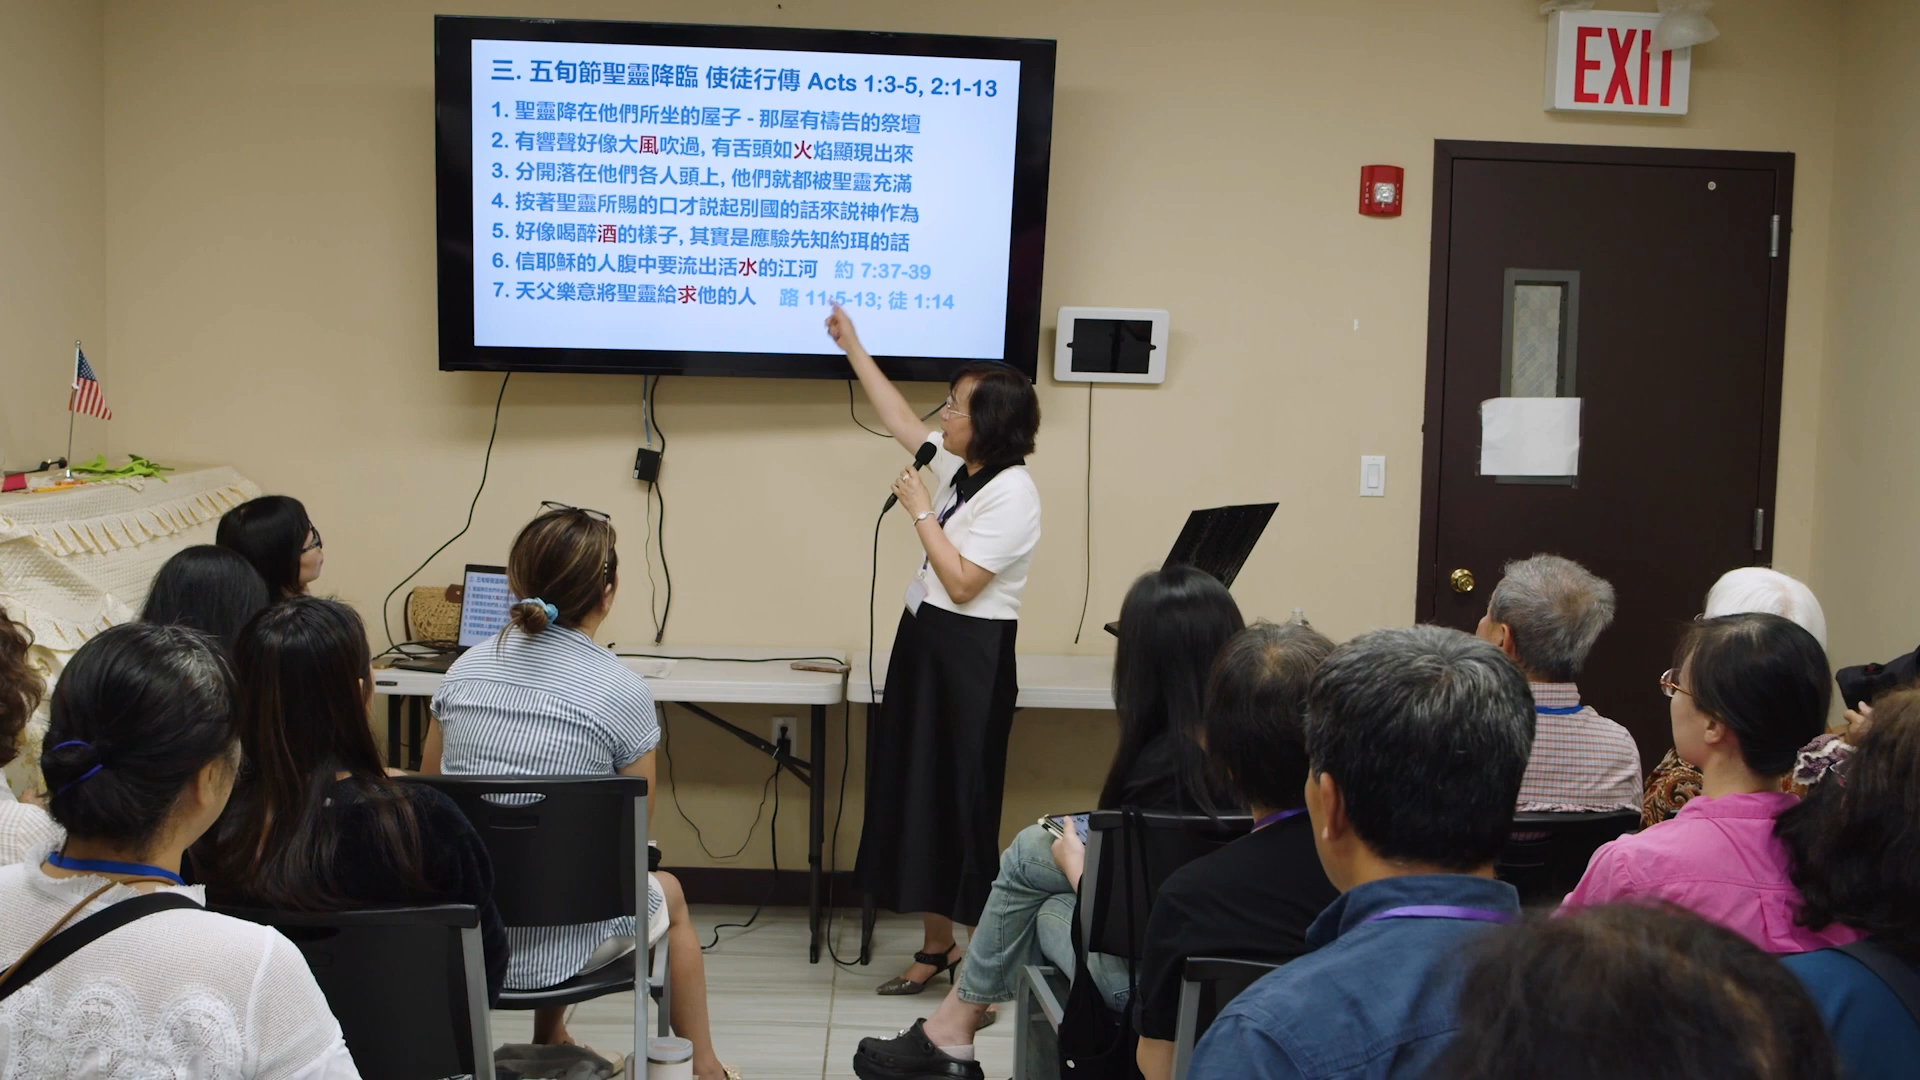 三. 五旬節聖靈降臨 使徒行傳 Acts 1:3-5, 2:1-13
1. 聖靈降在他們所坐的屋子 - 那屋有禱告的祭壇
2. 有響聲好像大風吹過, 有舌頭如火焰顯現出來
3. 分開落在他們各人頭上, 他們就都被聖靈充滿
4. 按著聖靈所賜的口才説起別國的話來説神作為
5. 好像喝醉酒的樣子, 其實是應驗先知約珥的話
6. 信耶穌的人腹中要流出活水的江河 約 7:37-39
7. 天父樂意將聖靈給求他的人 路 11:5-13; 徒 1:14
EXIT
FIRE